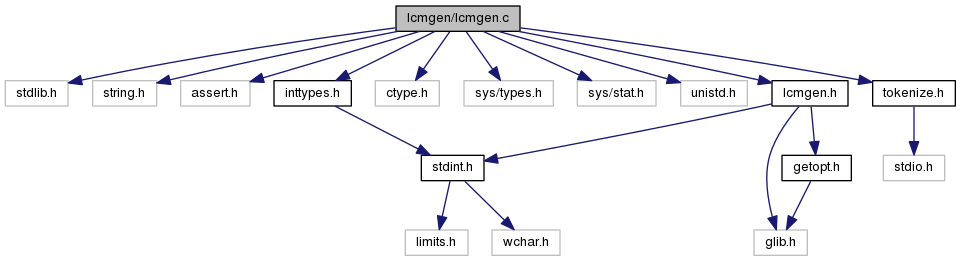 lcmgen/lcmgen.c
stdlib.h
string.h
assert.h
inttypes.h
ctype.h
sys/types.h
sys/stat.h
unistd.h
lcmgen.h
tokenize.h
stdint.h
getopt.h
stdio.h
limits.h
wchar.h
glib.h